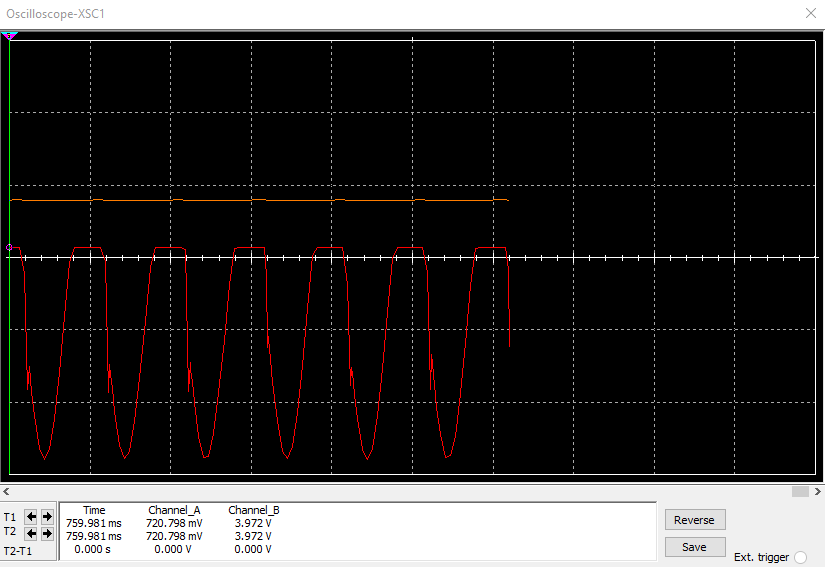 Oscilloscope-XSC1
T1
T2
T2-T1
Time Channel_A Channel_B
759.981 ms 720.798 mV 3.972 V
759.981 ms 720.798 mV 3.972 V
0.000 s 0.000 V 0.000 V
Reverse
Save
Ext. trigger